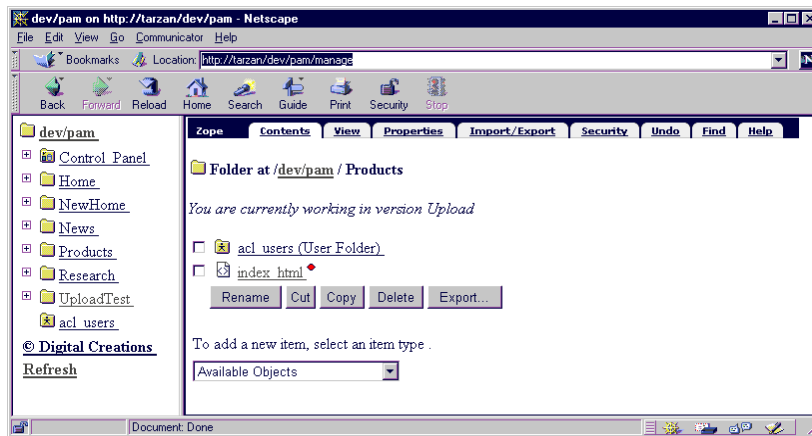 dev/pam on http://tarzan/dev/pam - Netscape
File Edit View Go Communicator Help
Bookmarks Location: http://tarzan/dev/pam/manage
Back Forward Reload Home Search Guide Print Security Stop
dev/pam
Control_Panel
Home
NewHome
News
Products
Research
UploadTest
acl_users
© Digital Creations
Refresh
Zope Contents View Properties Import/Export Security Undo Find Help
Folder at /dev/pam / Products
You are currently working in version Upload
acl_users (User Folder)
index_html
Rename Cut Copy Delete Export...
To add a new item, select an item type .
Available Objects
Document: Done